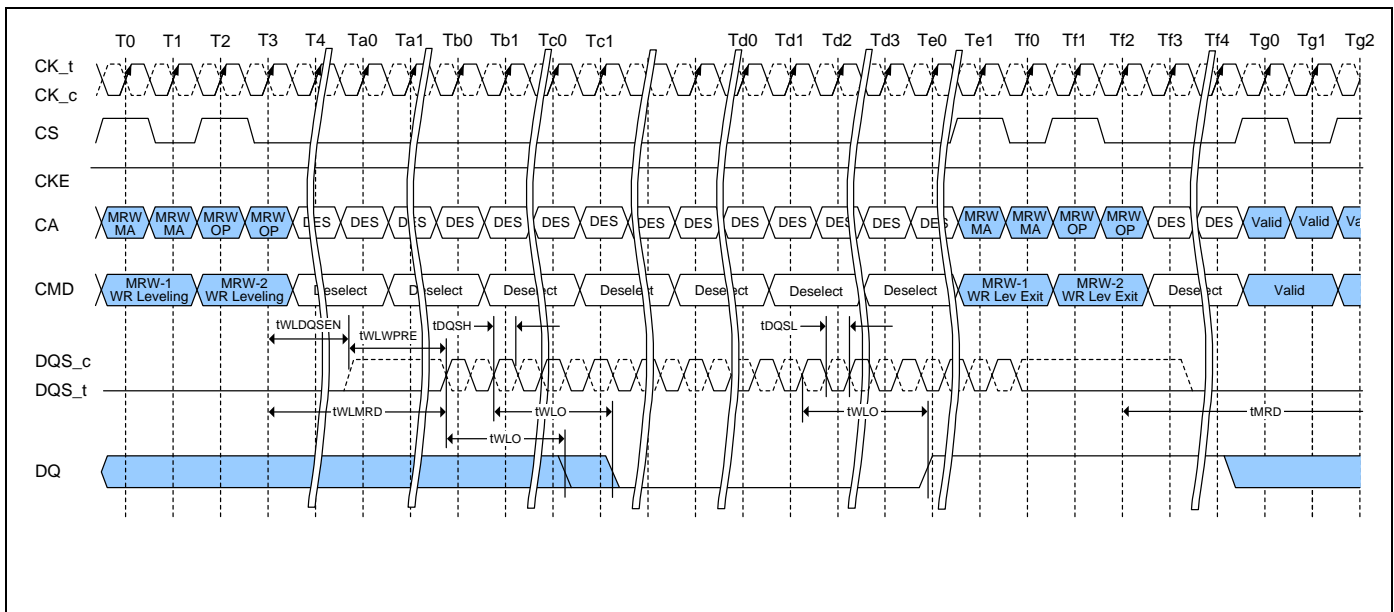 T0 T1 T2 T3 T4 Ta0 Ta1 Tb0 Tb1 Tc0 Tc1 Td0 Td1 Td2 Td3 Te0 Te1 Tf0 Tf1 Tf2 Tf3 Tf4 Tg0 Tg1 Tg2
CK_t
CK_c
CS
CKE
CA
MRW MA
MRW MA
MRW OP
MRW OP
DES DES DES DES DES DES DES DES DES DES DES DES DES DES
MRW MA
MRW MA
MRW OP
MRW OP
DES DES Valid Valid Va
CMD
MRW-1
WR Leveling
MRW-2
WR Leveling
Deselect Deselect Deselect Deselect Deselect Deselect Deselect
MRW-1
WR Lev Exit
MRW-2
WR Lev Exit
Deselect Valid
tWLDQSEN
tWLWPRE
tDQSH
tDQSL
DQS_c
DQS_t
tWLMRD
tWLO
tWLO
tWLO
tMRD
DQ